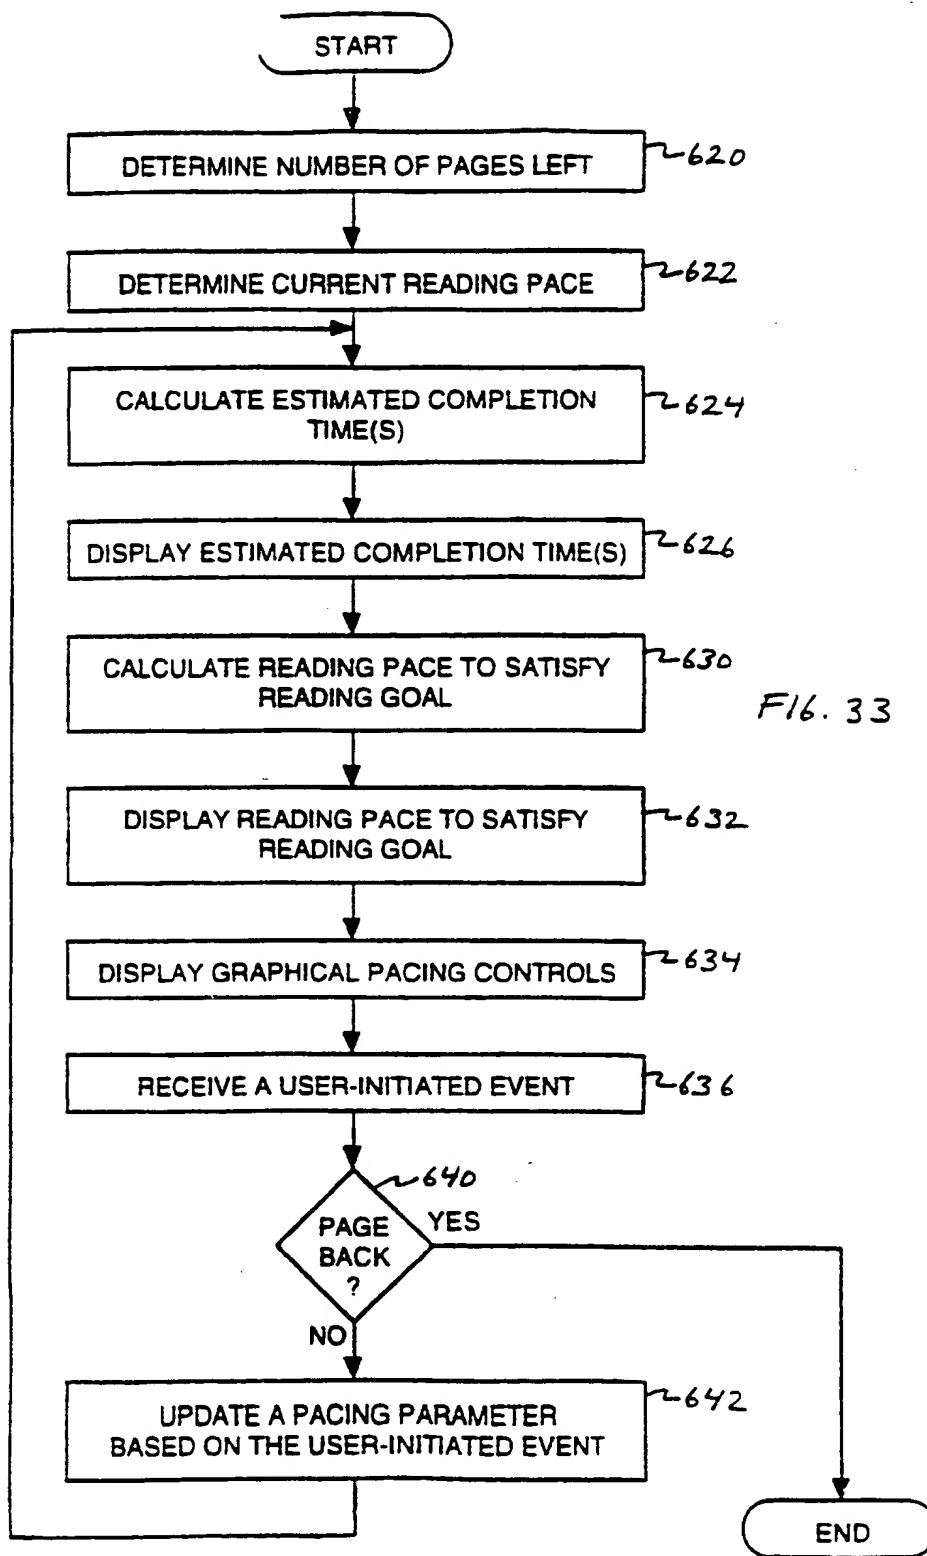 START
DETERMINE NUMBER OF PAGES LEFT
620
DETERMINE CURRENT READING PACE
622
CALCULATE ESTIMATED COMPLETION
TIME(S)
624
DISPLAY ESTIMATED COMPLETION TIME(S)
626
CALCULATE READING PACE TO SATISFY
READING GOAL
630
FIG. 33
DISPLAY READING PACE TO SATISFY
READING GOAL
632
DISPLAY GRAPHICAL PACING CONTROLS
634
RECEIVE A USER-INITIATED EVENT
636
640
PAGE
BACK
?
YES
NO
UPDATE A PACING PARAMETER
BASED ON THE USER-INITIATED EVENT
642
END